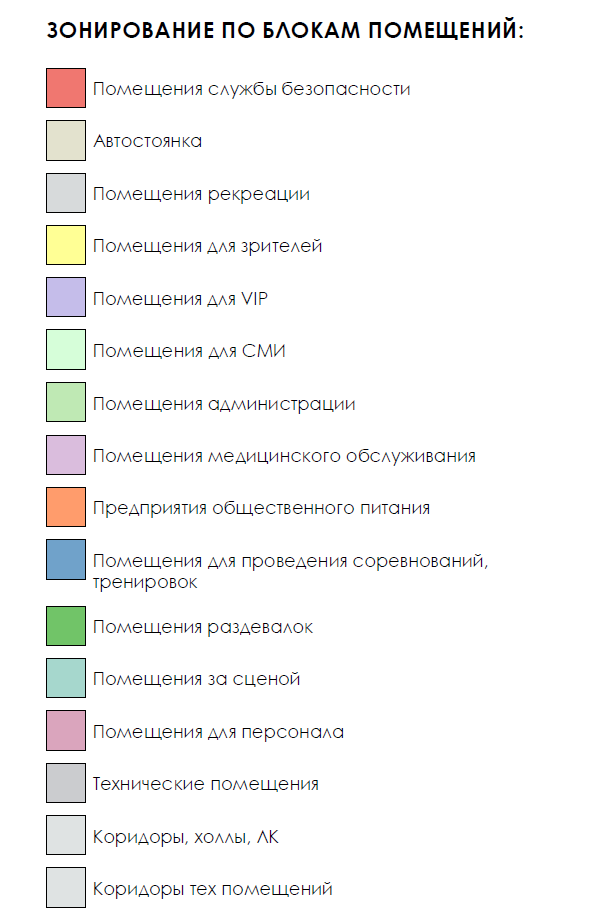 ЗОНИРОВАНИЕ ПО БЛОКАМ ПОМЕЩЕНИЙ:
Помещения службы безопасности
Автостоянка
Помещения рекреации
Помещения для зрителей
Помещения для VIP
Помещения для СМИ
Помещения администрации
Помещения медицинского обслуживания
Предприятия общественного питания
Помещения для проведения соревнований,
тренировок
Помещения раздевалок
Помещения за сценой
Помещения для персонала
Технические помещения
Коридоры, холлы, ЛК
Коридоры тех помещений